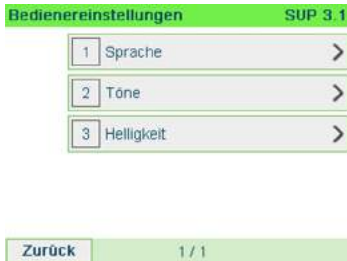 Bedienereinstellungen SUP 3.1
1 Sprache
2 Töne
3 Helligkeit
Zurück 1 / 1